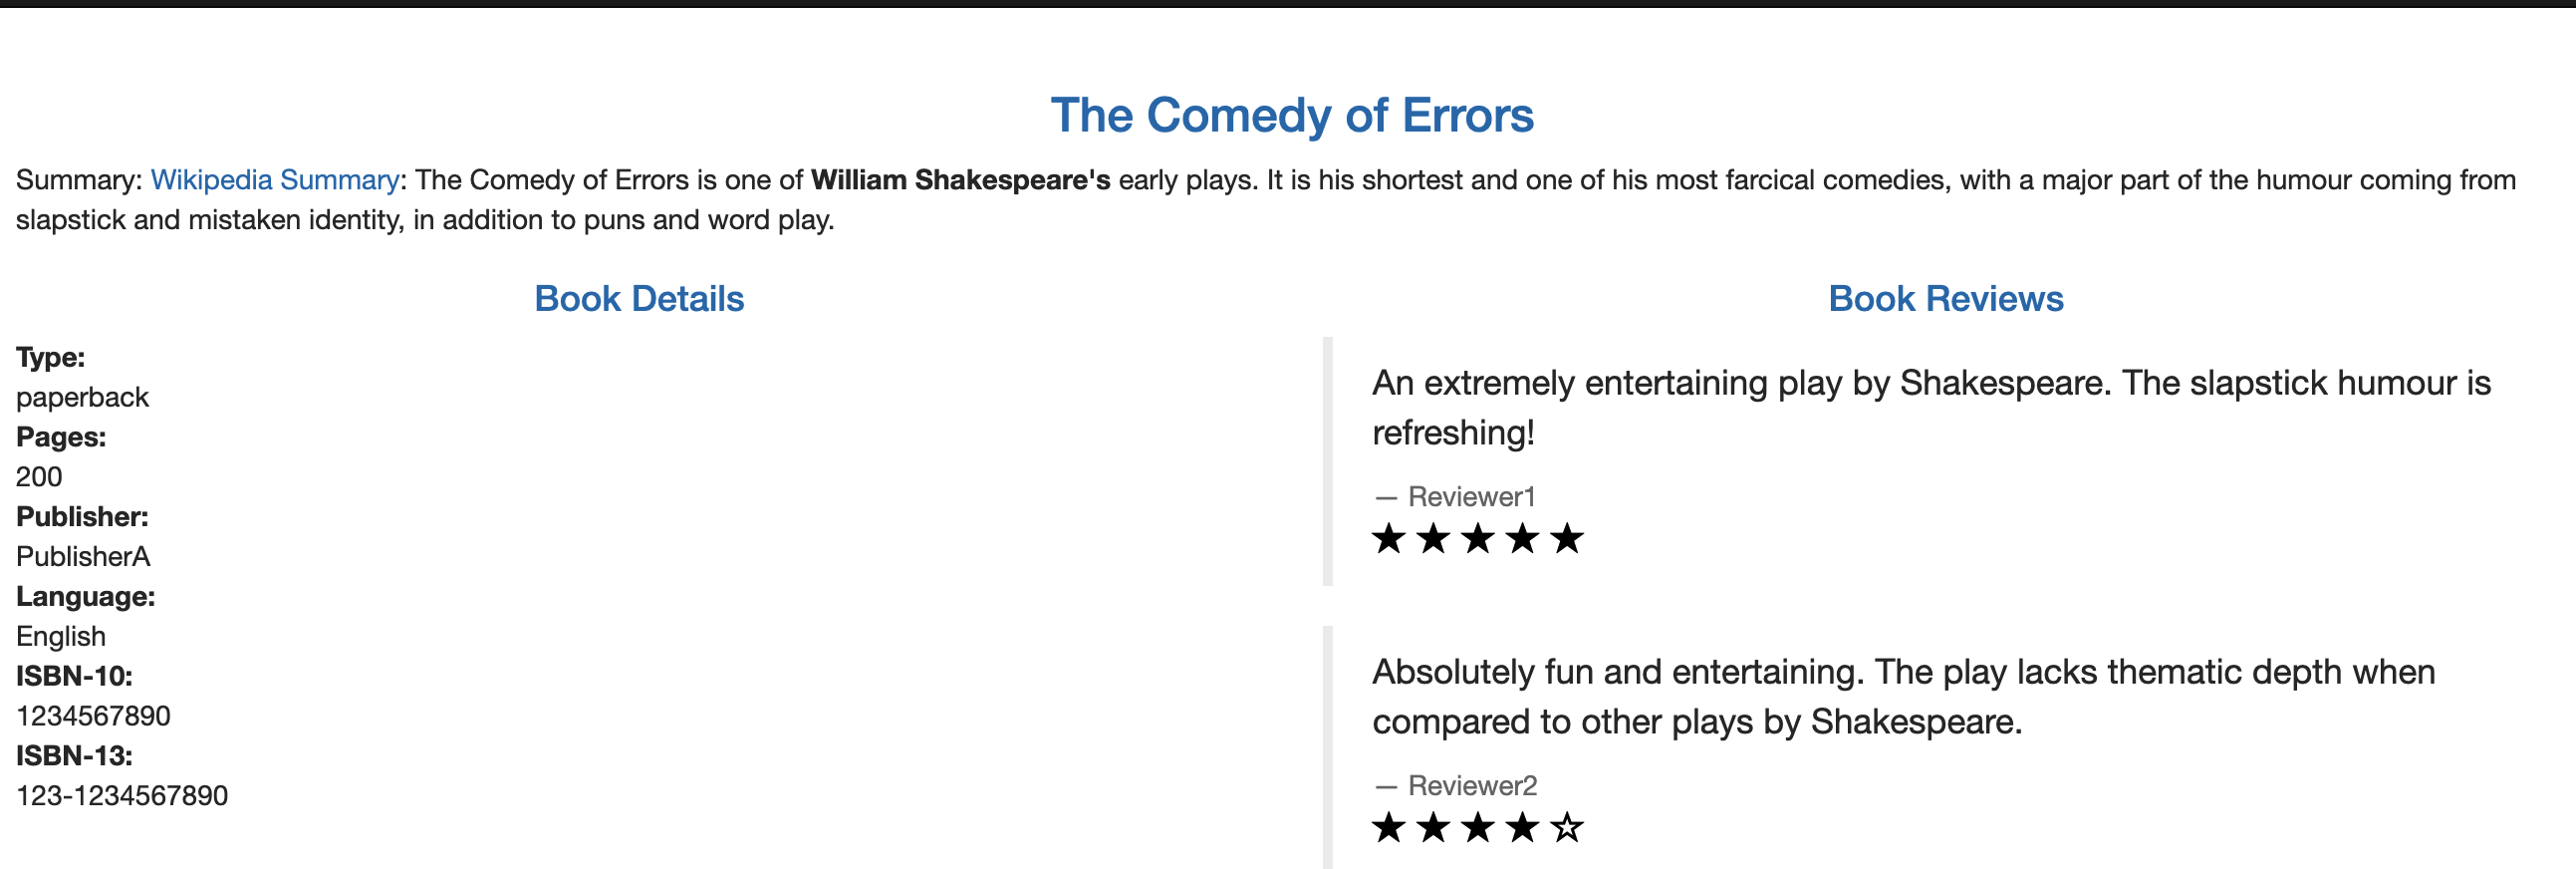 The Comedy of Errors
Summary: Wikipedia Summary: The Comedy of Errors is one of William Shakespeare's early plays. It is his shortest and one of his most farcical comedies, with a major part of the humour coming from
slapstick and mistaken identity, in addition to puns and word play.
Book Details
Type:
paperback
Pages:
200
Publisher:
PublisherA
Language:
English
ISBN-10:
1234567890
ISBN-13:
123-1234567890
Book Reviews
An extremely entertaining play by Shakespeare. The slapstick humour is
refreshing!
— Reviewer1
★★★★★
Absolutely fun and entertaining. The play lacks thematic depth when
compared to other plays by Shakespeare.
— Reviewer2
★★★★☆